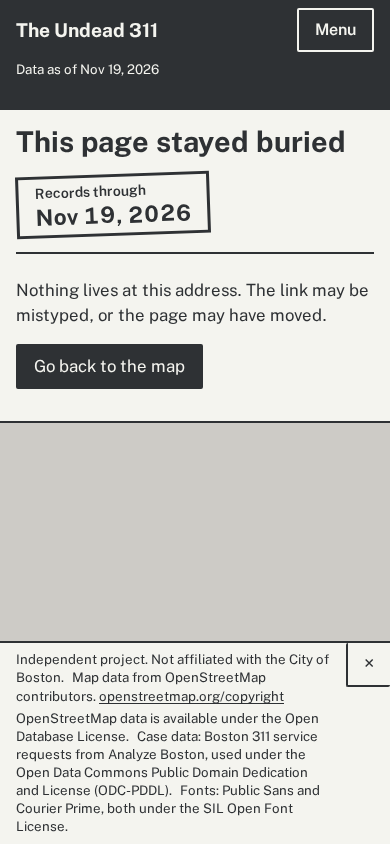 The Undead 311
Menu
Data as of Nov 19, 2026
This page stayed buried
Records through
Nov 19, 2026
Nothing lives at this address. The link may be
mistyped, or the page may have moved.
Go back to the map
Independent project. Not affiliated with the City of
Boston. Map data from OpenStreetMap
contributors. openstreetmap.org/copyright
×
OpenStreetMap data is available under the Open
Database License. Case data: Boston 311 service
requests from Analyze Boston, used under the
Open Data Commons Public Domain Dedication
and License (ODC-PDDL). Fonts: Public Sans and
Courier Prime, both under the SIL Open Font
License.